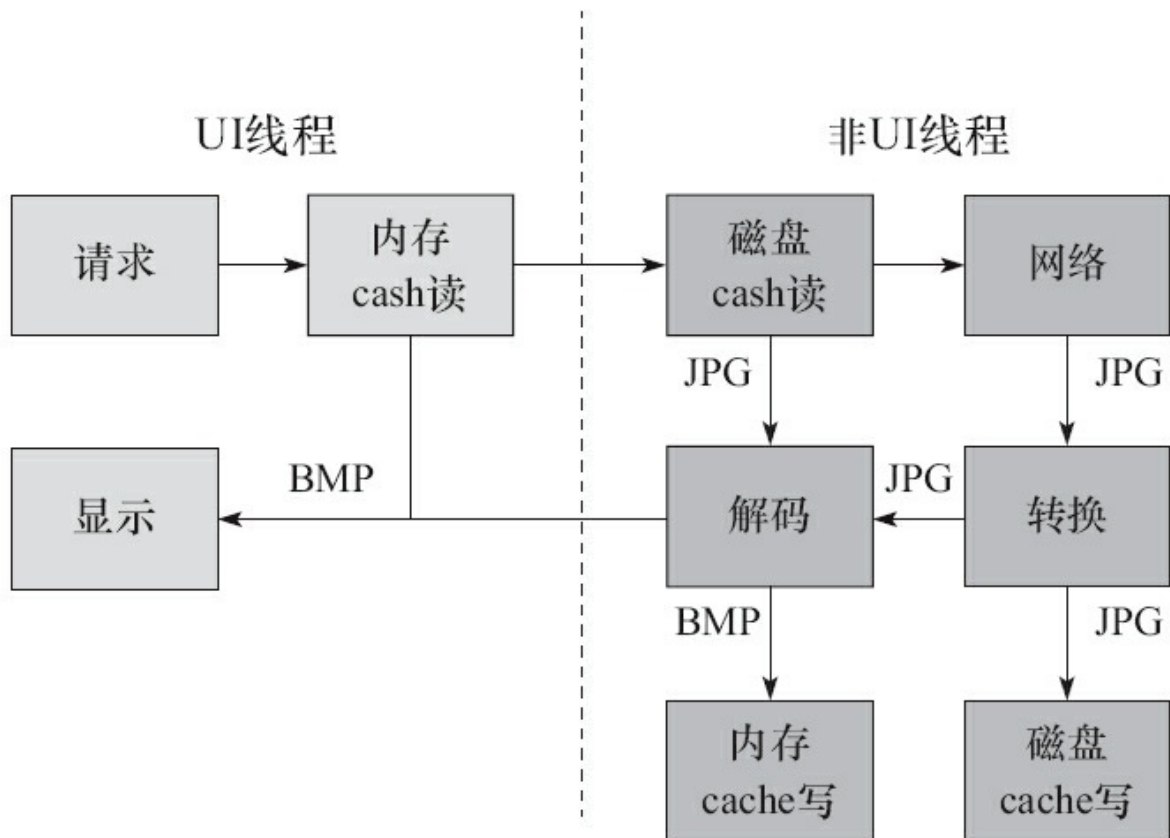 UI线程
非UI线程
请求
内存
cash读
磁盘
cash读
网络
JPG
JPG
显示
BMP
解码
JPG
转换
BMP
JPG
内存
cache写
磁盘
cache写